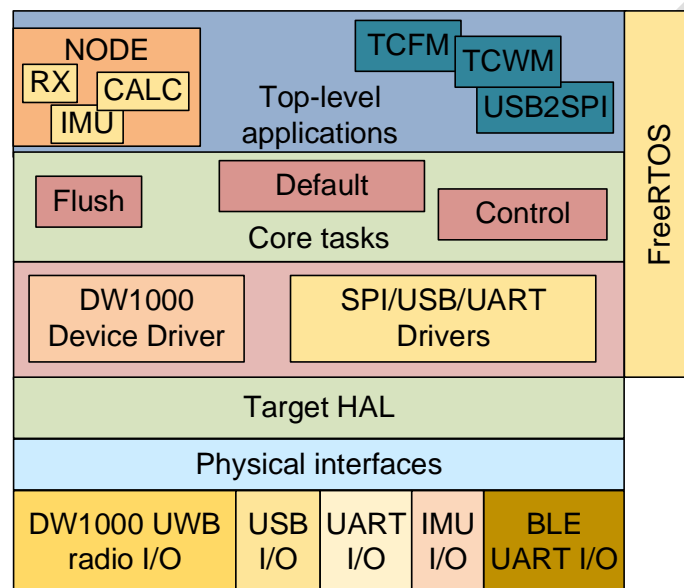 NODE
RX
CALC
IMU
TCFM
TCWM
USB2SPI
Top-level
applications
Flush
Default
Control
Core tasks
FreeRTOS
DW1000
Device Driver
SPI/USB/UART
Drivers
Target HAL
Physical interfaces
DW1000 UWB
radio I/O
USB
I/O
UART
I/O
IMU
I/O
BLE
UART I/O